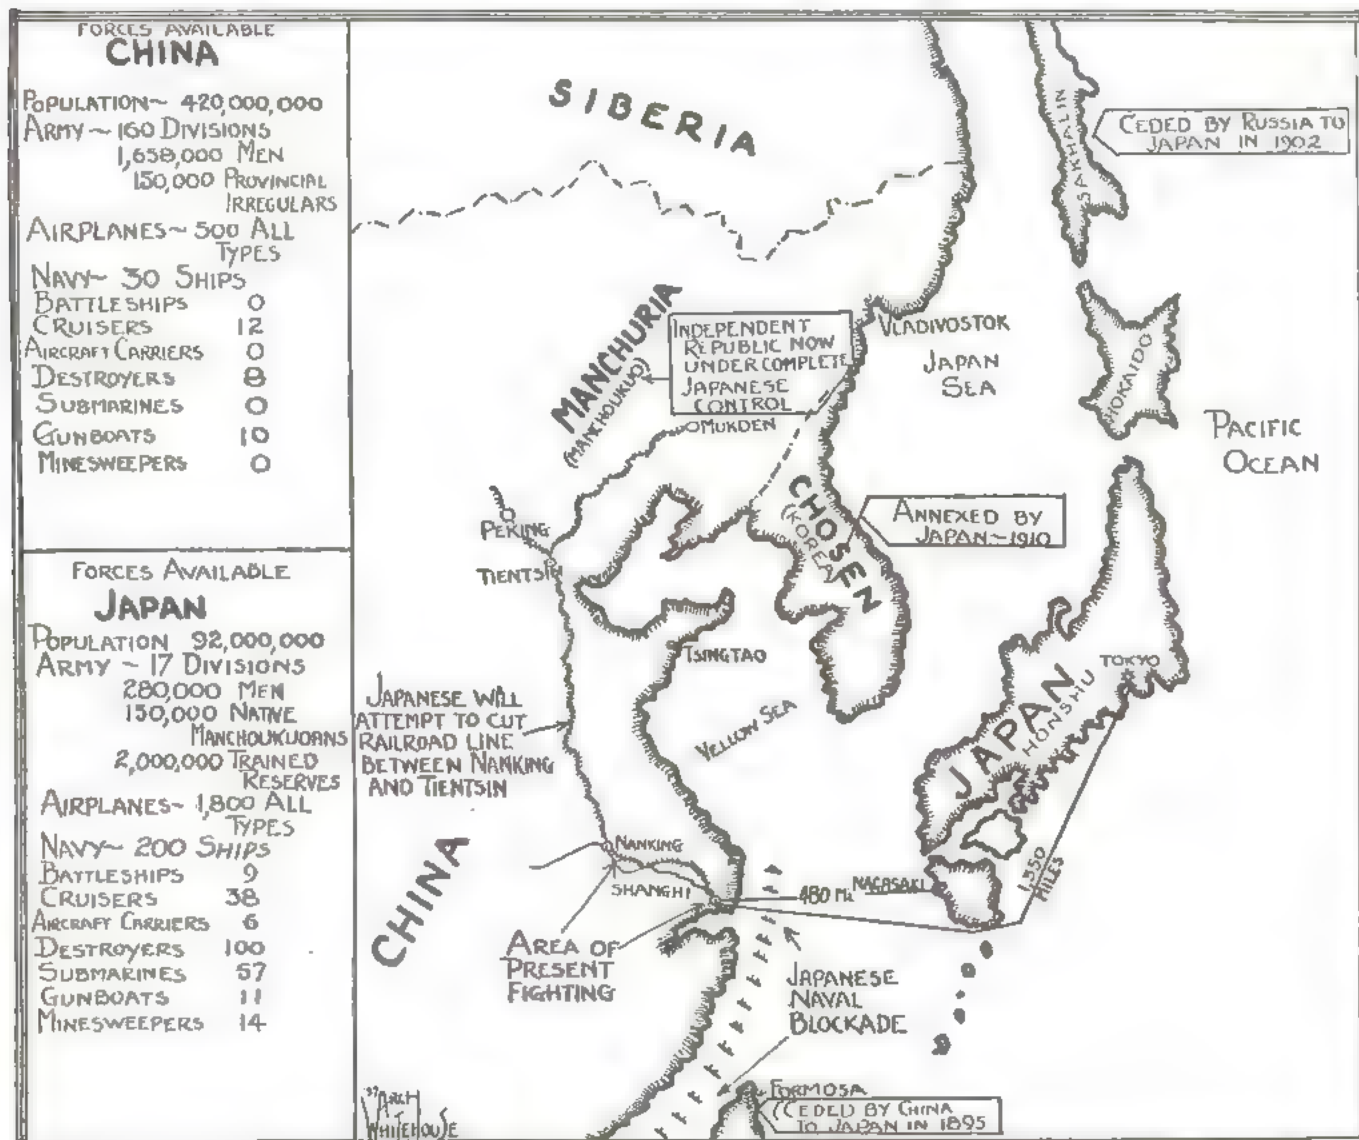 FORCES AVAILABLE
CHINA
POPULATION~ 420,000,000
ARMY~ 160 DIVISIONS
1,658,000 MEN
150,000 PROVINCIAL
IRREGULARS
AIRPLANES~ 500 ALL
TYPES
NAVY~ 30 SHIPS
BATTLESHIPS 0
CRUISERS 12
AIRCRAFT CARRIERS 0
DESTROYERS 8
SUBMARINES 0
GUNBOATS 10
MINESWEEPERS 0
FORCES AVAILABLE
JAPAN
POPULATION 92,000,000
ARMY ~ 17 DIVISIONS
280,000 MEN
150,000 NATIVE
MANCHOUKUOANS
2,000,000 TRAINED
RESERVES
AIRPLANES~ 1,800 ALL
TYPES
NAVY~ 200 SHIPS
BATTLESHIPS 9
CRUISERS 38
AIRCRAFT CARRIERS 6
DESTROYERS 100
SUBMARINES 57
GUNBOATS 11
MINESWEEPERS 14
SIBERIA
SAKHALIN
CEDED BY RUSSIA TO
JAPAN IN 1902
MANCHURIA
(MANCHOUKUO)
INDEPENDENT
REPUBLIC NOW
UNDER COMPLETE
JAPANESE
CONTROL
VLADIVOSTOK
JAPAN
SEA
HOKAIDO
PACIFIC
OCEAN
MUKDEN
PEKING
TIENTSIN
CHOSEN
(KOREA)
ANNEXED BY
JAPAN~1910
TSINGTAO
YELLOW SEA
JAPANESE WILL
ATTEMPT TO CUT
RAILROAD LINE
BETWEEN NANKING
AND TIENTSIN
JAPAN
HONSHU
TOKYO
CHINA
NANKING
SHANGHI
480 MI.
NAGASAKI
1,350
MILES
AREA OF
PRESENT
FIGHTING
JAPANESE
NAVAL
BLOCKADE
FORMOSA
(CEDED BY CHINA
TO JAPAN IN 1895
'37 ARCH
WHITEHOUSE